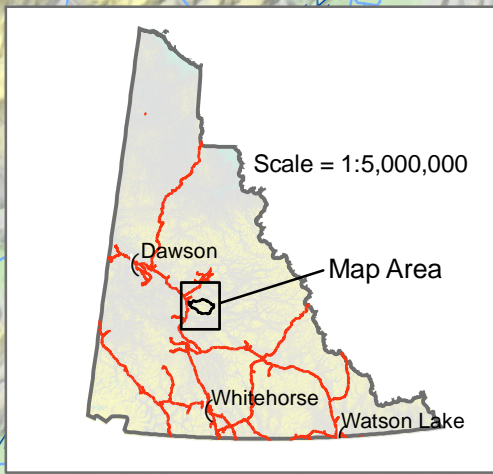 Scale = 1:5,000,000
Dawson
Map Area
Whitehorse
Watson Lake